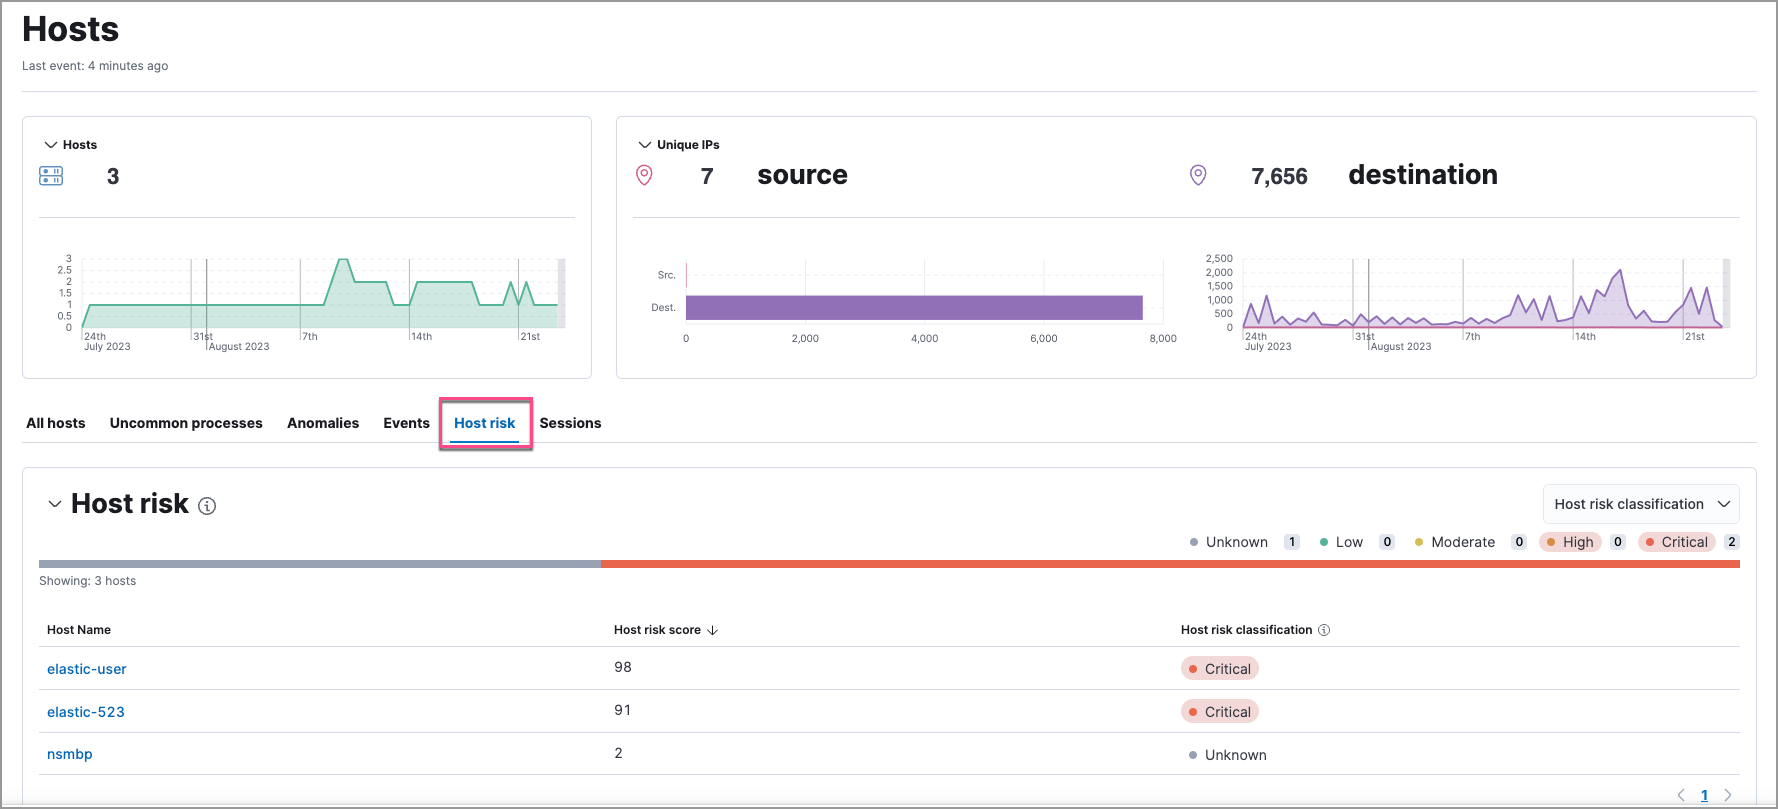 Hosts
Last event: 4 minutes ago
Hosts
3
3
2.5
2
1.5
1
0.5
0
24th
July 2023
31st
August 2023
7th
14th
21st
Unique IPs
7 source
7,656 destination
Src.
Dest.
0 2,000 4,000 6,000 8,000
2,500
2,000
1,500
1,000
500
0
24th
July 2023
31st
August 2023
7th
14th
21st
All hosts Uncommon processes Anomalies Events Host risk Sessions
Host risk
Host risk classification
Unknown 1 Low 0 Moderate 0 High 0 Critical 2
Showing: 3 hosts
Host Name Host risk score Host risk classification
elastic-user 98 Critical
elastic-523 91 Critical
nsmbp 2 Unknown
1